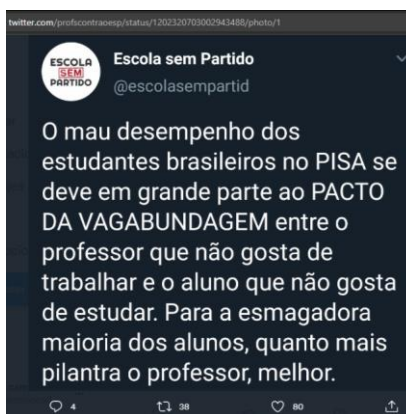 twitter.com/profscontraoesp/status/1202320703002943488/photo/1
ESCOLA
SEM
PARTIDO
Escola sem Partido
@escolasempartid
O mau desempenho dos
estudantes brasileiros no PISA se
deve em grande parte ao PACTO
DA VAGABUNDAGEM entre o
professor que não gosta de
trabalhar e o aluno que não gosta
de estudar. Para a esmagadora
maioria dos alunos, quanto mais
pilantra o professor, melhor.
4 38 80